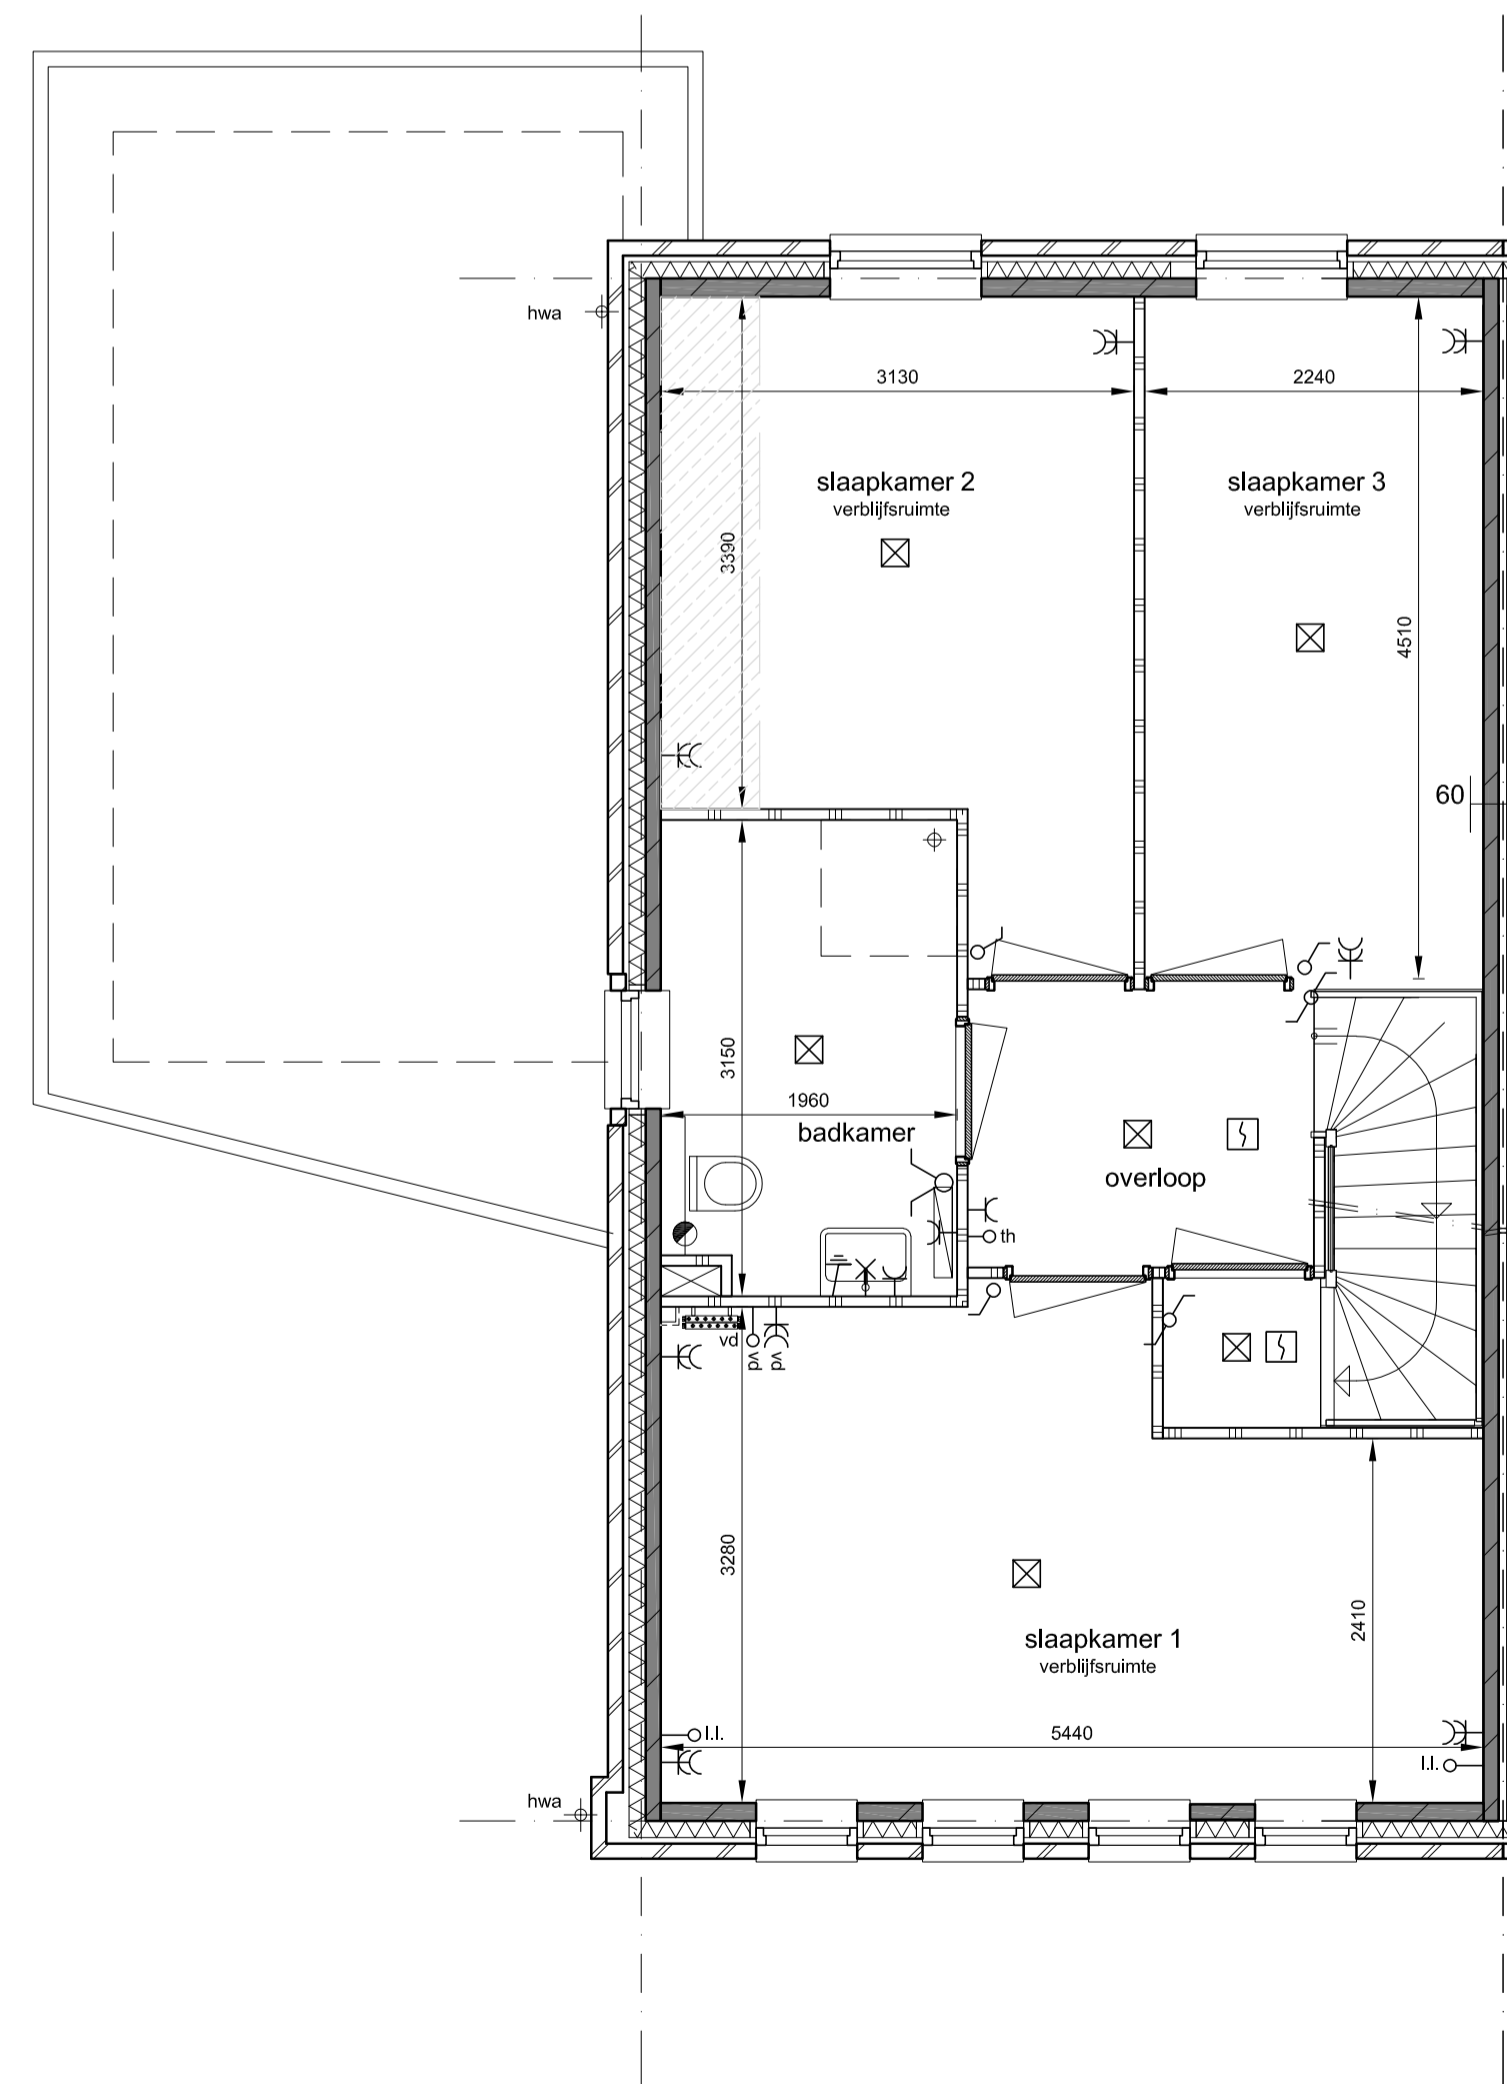 hwa
3130
2240
slaapkamer 2
verblijfsruimte
slaapkamer 3
verblijfsruimte
3390
4510
60
3150
1960
badkamer
overloop
th
vd
vd
vd
3280
2410
slaapkamer 1
verblijfsruimte
l.l.
5440
l.l.
hwa